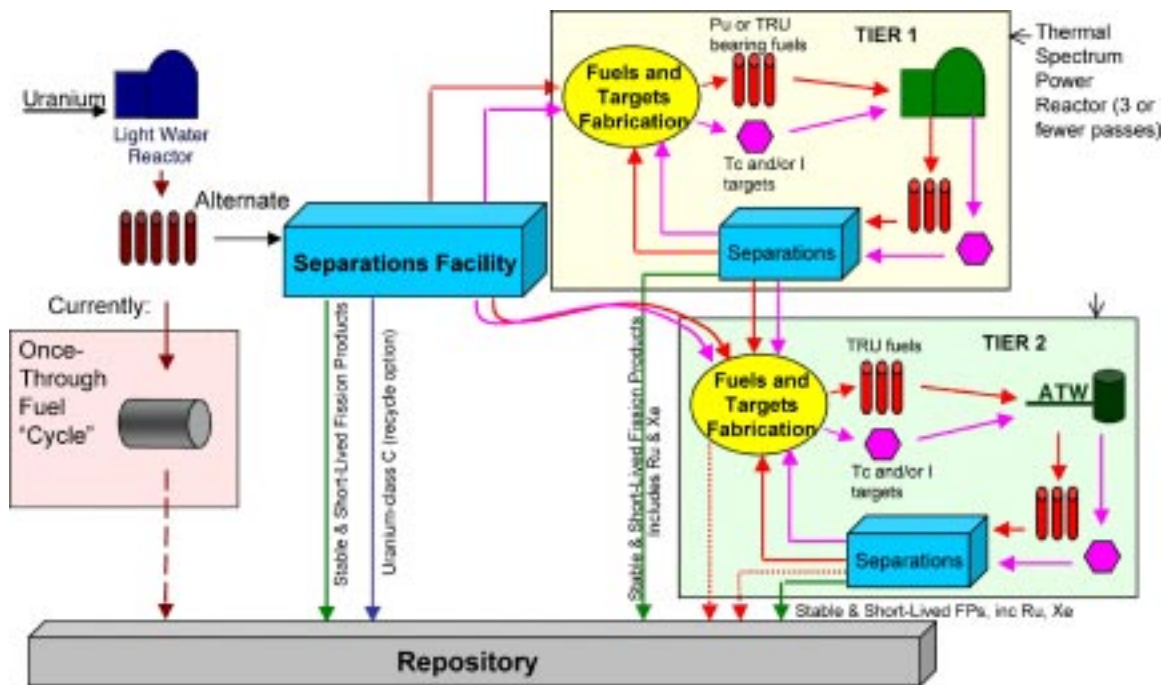 Uranium
Light Water
Reactor
Alternate
Separations Facility
Currently:
Once-
Through
Fuel
"Cycle"
Stable & Short-Lived Fission Products
Uranium-class C (recycle option)
TIER 1
Pu or TRU
bearing fuels
Fuels and
Targets
Fabrication
Tc and/or I
targets
Separations
Thermal
Spectrum
Power
Reactor (3 or
fewer passes)
Stable & Short-Lived Fission Products
includes Ru & Xe
TIER 2
TRU fuels
Fuels and
Targets
Fabrication
ATW
Tc and/or I
targets
Separations
Stable & Short-Lived FPs, inc Ru, Xe
Repository